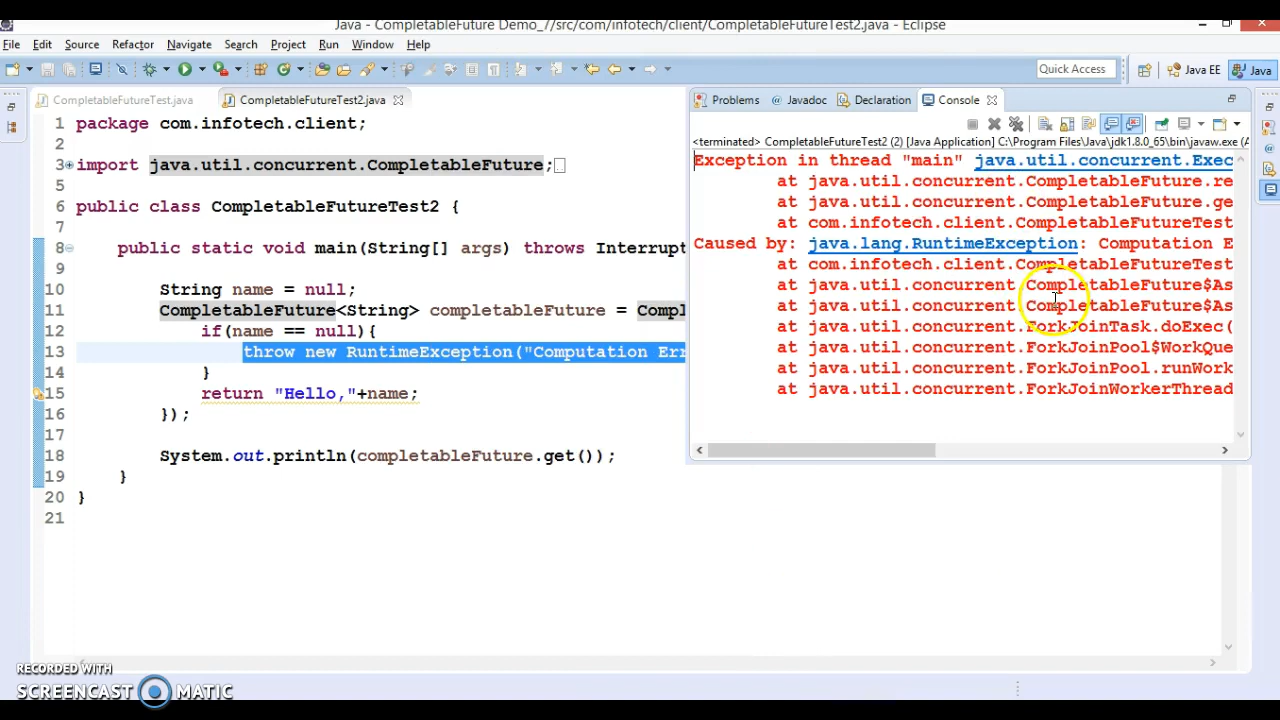 Java - CompletableFuture Demo_//src/com/infotech/client/CompletableFutureTest2.java - Eclipse
File Edit Source Refactor Navigate Search Project Run Window Help
Quick Access Java EE Java
CompletableFutureTest.java CompletableFutureTest2.java
1 package com.infotech.client;
2
3 import java.util.concurrent.CompletableFuture;
5
6 public class CompletableFutureTest2 {
7
8 public static void main(String[] args) throws Interrupt
9
10 String name = null;
11 CompletableFuture<String> completableFuture = Compl
12 if(name == null){
13 throw new RuntimeException("Computation Err
14 }
15 return "Hello,"+name;
16 });
17
18 System.out.println(completableFuture.get());
19 }
20 }
21
Problems @ Javadoc Declaration Console
<terminated> CompletableFutureTest2 (2) [Java Application] C:\Program Files\Java\jdk1.8.0_65\bin\javaw.exe (A
Exception in thread "main" java.util.concurrent.Exec
at java.util.concurrent.CompletableFuture.re
at java.util.concurrent.CompletableFuture.ge
at com.infotech.client.CompletableFutureTest
Caused by: java.lang.RuntimeException: Computation E
at com.infotech.client.CompletableFutureTest
at java.util.concurrent.CompletableFuture$As
at java.util.concurrent.CompletableFuture$As
at java.util.concurrent.ForkJoinTask.doExec(
at java.util.concurrent.ForkJoinPool$WorkQue
at java.util.concurrent.ForkJoinPool.runWork
at java.util.concurrent.ForkJoinWorkerThread
RECORDED WITH
SCREENCAST MATIC